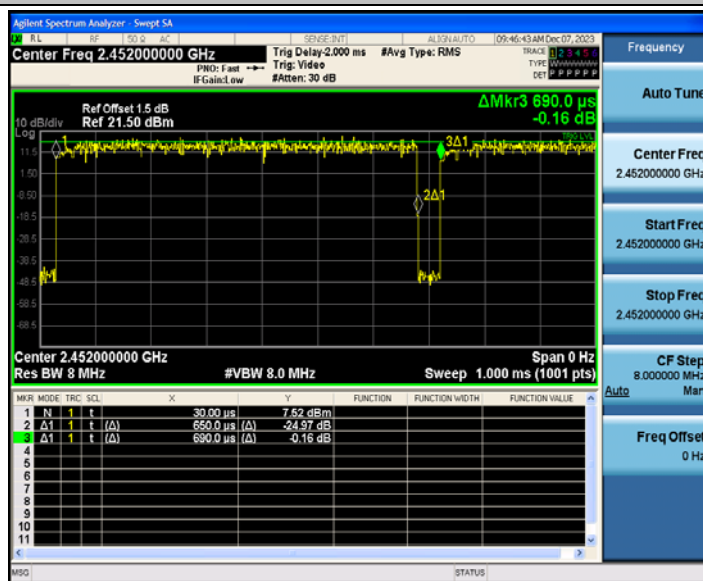 Agilent Spectrum Analyzer - Swept SA
RL RF 50 Ω AC SENSE:INT ALIGNAUTO 09:46:43 AM Dec 07, 2023
Center Freq 2.452000000 GHz
PNO: Fast
IFGain:Low
Trig Delay-2.000 ms
Trig: Video
#Atten: 30 dB
#Avg Type: RMS
TRACE 1 2 3 4 5 6
TYPE
DET P P P P P P
Ref Offset 1.5 dB
10 dB/div Ref 21.50 dBm
Log
ΔMkr3 690.0 µs
-0.16 dB
TRIG LVL
1
3Δ1
2Δ1
11.5
1.50
-8.50
-18.5
-28.5
-38.5
-48.5
-58.5
-68.5
Center 2.452000000 GHz Span 0 Hz
Res BW 8 MHz #VBW 8.0 MHz Sweep 1.000 ms (1001 pts)
MKR MODE TRC SCL X Y FUNCTION FUNCTION WIDTH FUNCTION VALUE
1 N 1 t 30.00 µs 7.52 dBm
2 Δ1 1 t (Δ) 650.0 µs (Δ) -24.97 dB
3 Δ1 1 t (Δ) 690.0 µs (Δ) -0.16 dB
4
5
6
7
8
9
10
11
MSG STATUS
Frequency
Auto Tune
Center Freq
2.452000000 GHz
Start Freq
2.452000000 GHz
Stop Freq
2.452000000 GHz
CF Step
8.000000 MHz
Auto Man
Freq Offset
0 Hz